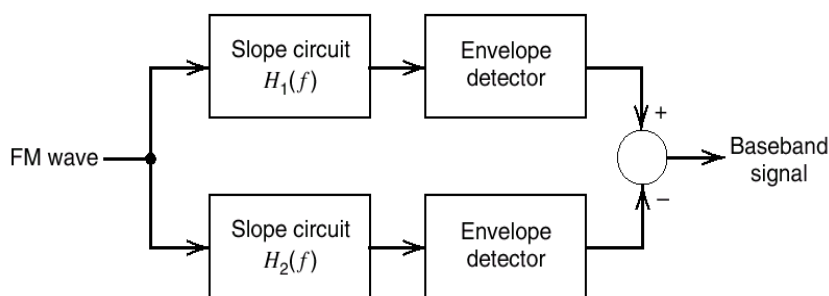 Slope circuit
H₁(f)
Envelope
detector
+
FM wave
Baseband
signal
−
Slope circuit
H₂(f)
Envelope
detector